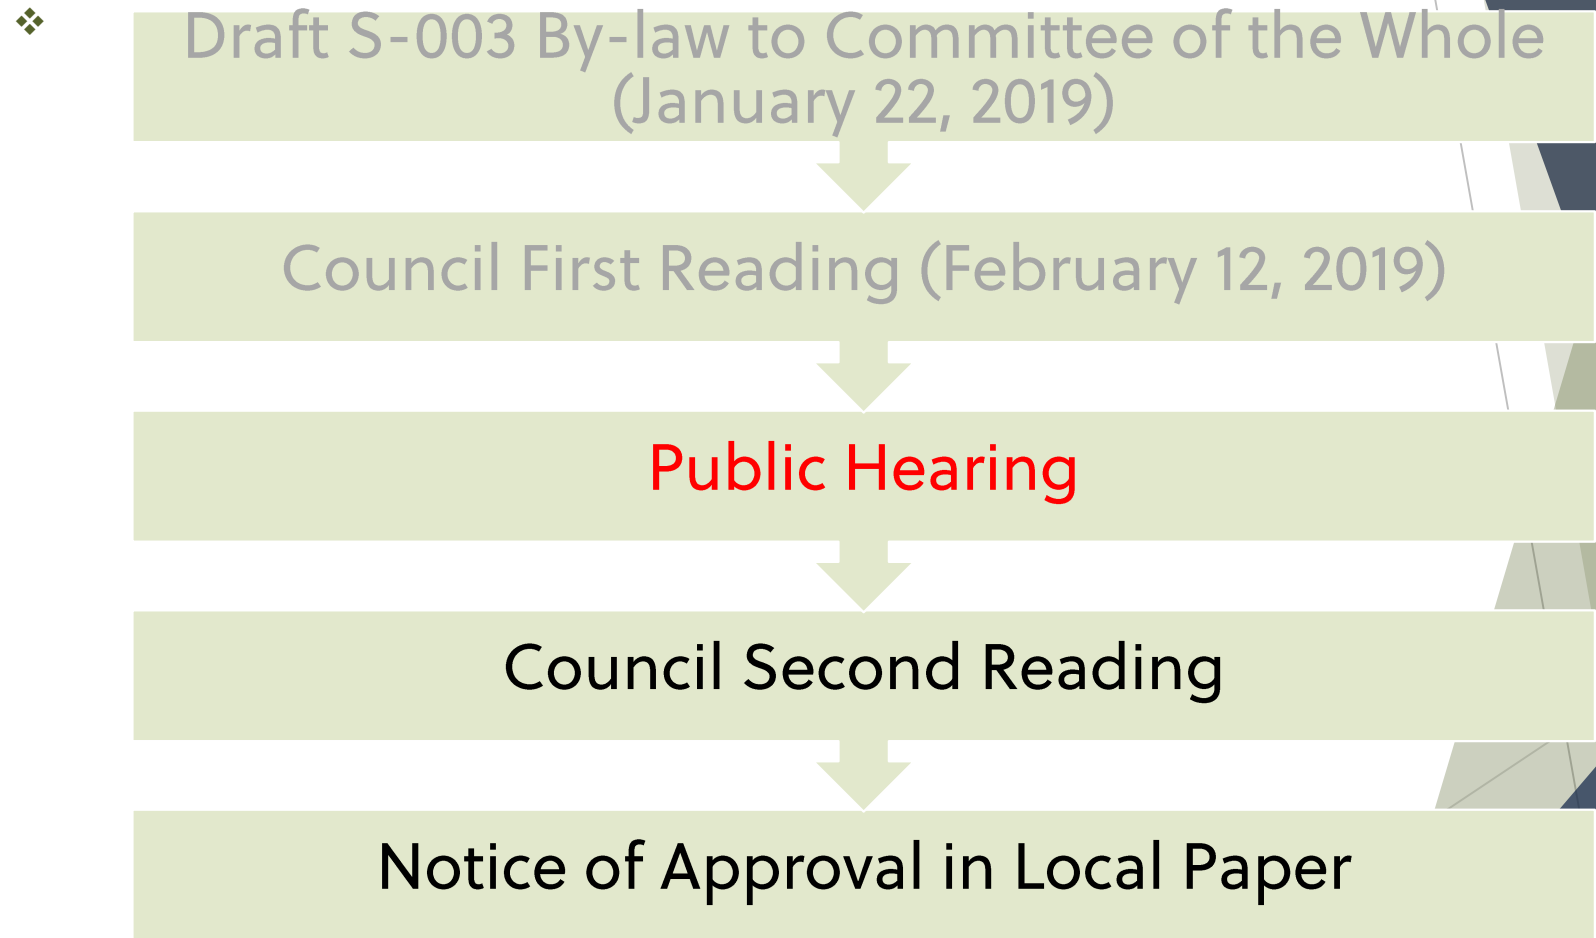 Draft S-003 By-law to Committee of the Whole
(January 22, 2019)
Council First Reading (February 12, 2019)
Public Hearing
Council Second Reading
Notice of Approval in Local Paper